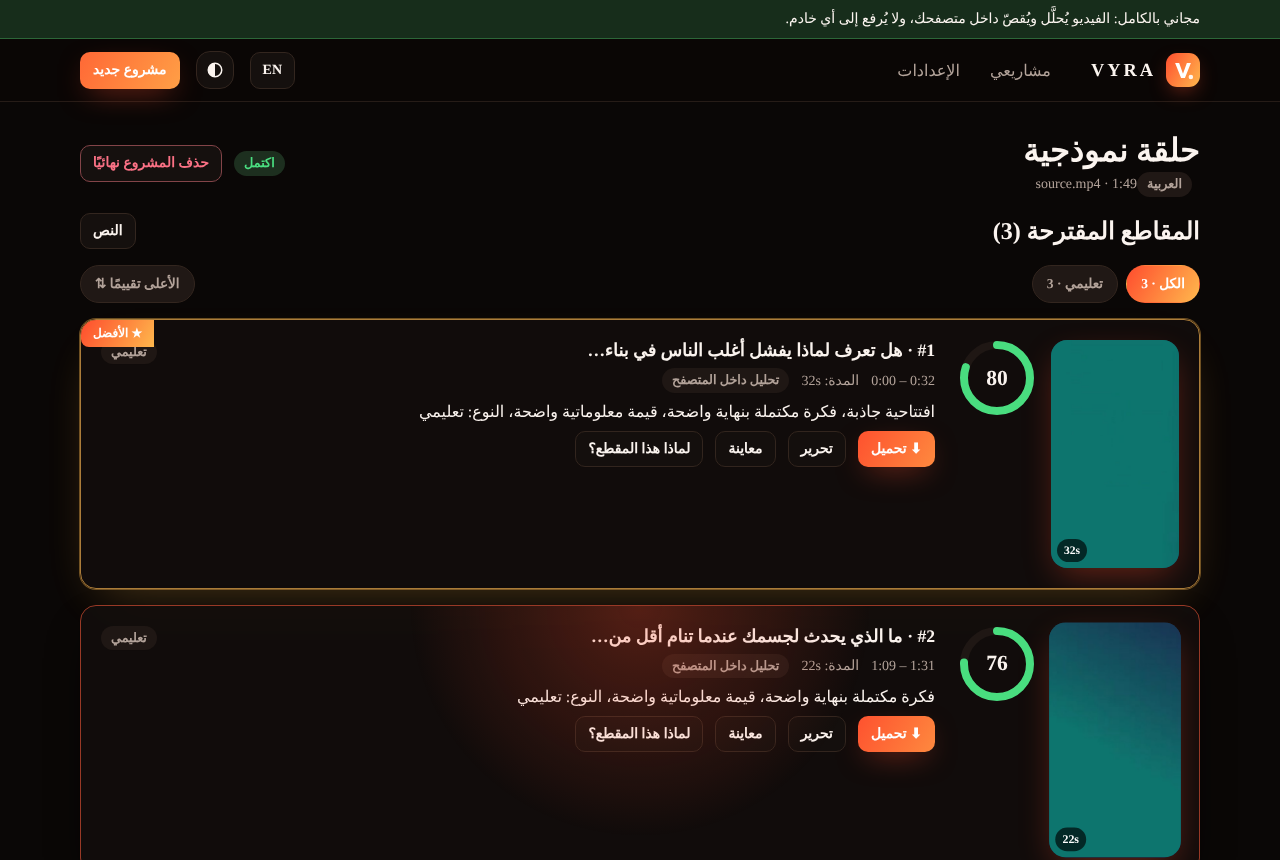 مجاني بالكامل: الفيديو يُحلَّل ويُقصّ داخل متصفحك، ولا يُرفع إلى أي خادم.
V. VYRA مشاريعي الإعدادات EN مشروع جديد
حلقة نموذجية اكتمل حذف المشروع نهائيًا
العربية source.mp4 · 1:49
المقاطع المقترحة (3) النص
الكل · 3 تعليمي · 3 الأعلى تقييمًا ⇅
★ الأفضل
80 #1 · هل تعرف لماذا يفشل أغلب الناس في بناء… تعليمي
0:00 – 0:32 المدة: 32s تحليل داخل المتصفح
افتتاحية جاذبة، فكرة مكتملة بنهاية واضحة، قيمة معلوماتية واضحة، النوع: تعليمي
⬇ تحميل تحرير معاينة لماذا هذا المقطع؟
32s
76 #2 · ما الذي يحدث لجسمك عندما تنام أقل من… تعليمي
1:09 – 1:31 المدة: 22s تحليل داخل المتصفح
فكرة مكتملة بنهاية واضحة، قيمة معلوماتية واضحة، النوع: تعليمي
⬇ تحميل تحرير معاينة لماذا هذا المقطع؟
22s